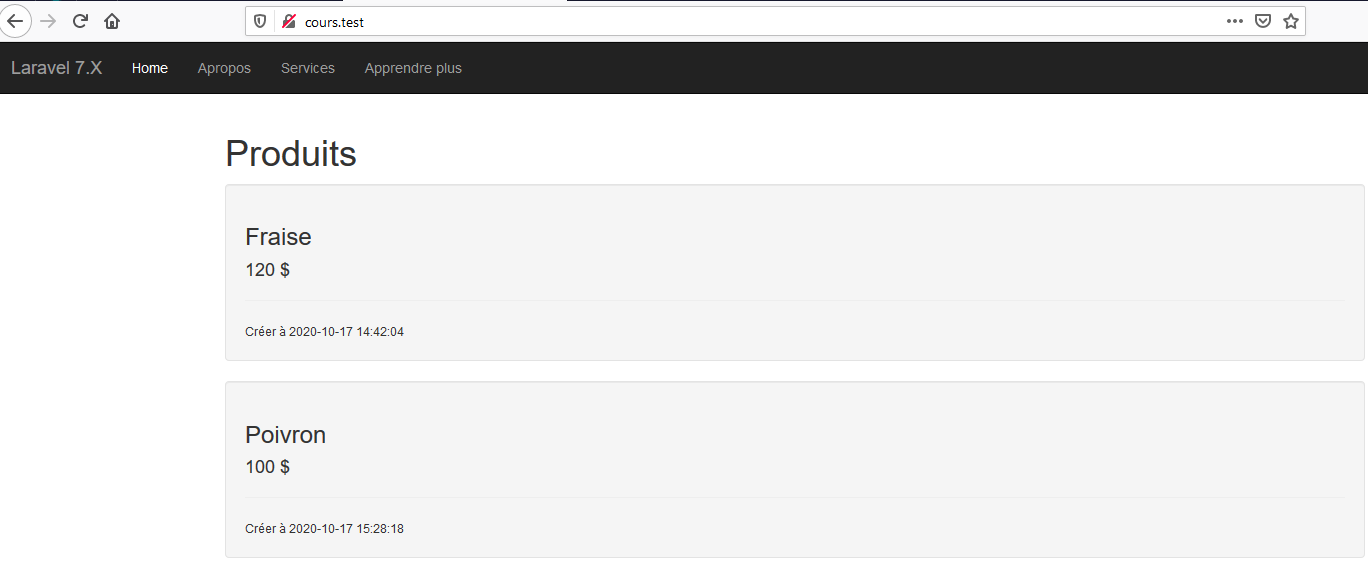 cours.test
Laravel 7.X Home Apropos Services Apprendre plus
Produits
Fraise
120 $
Créer à 2020-10-17 14:42:04
Poivron
100 $
Créer à 2020-10-17 15:28:18